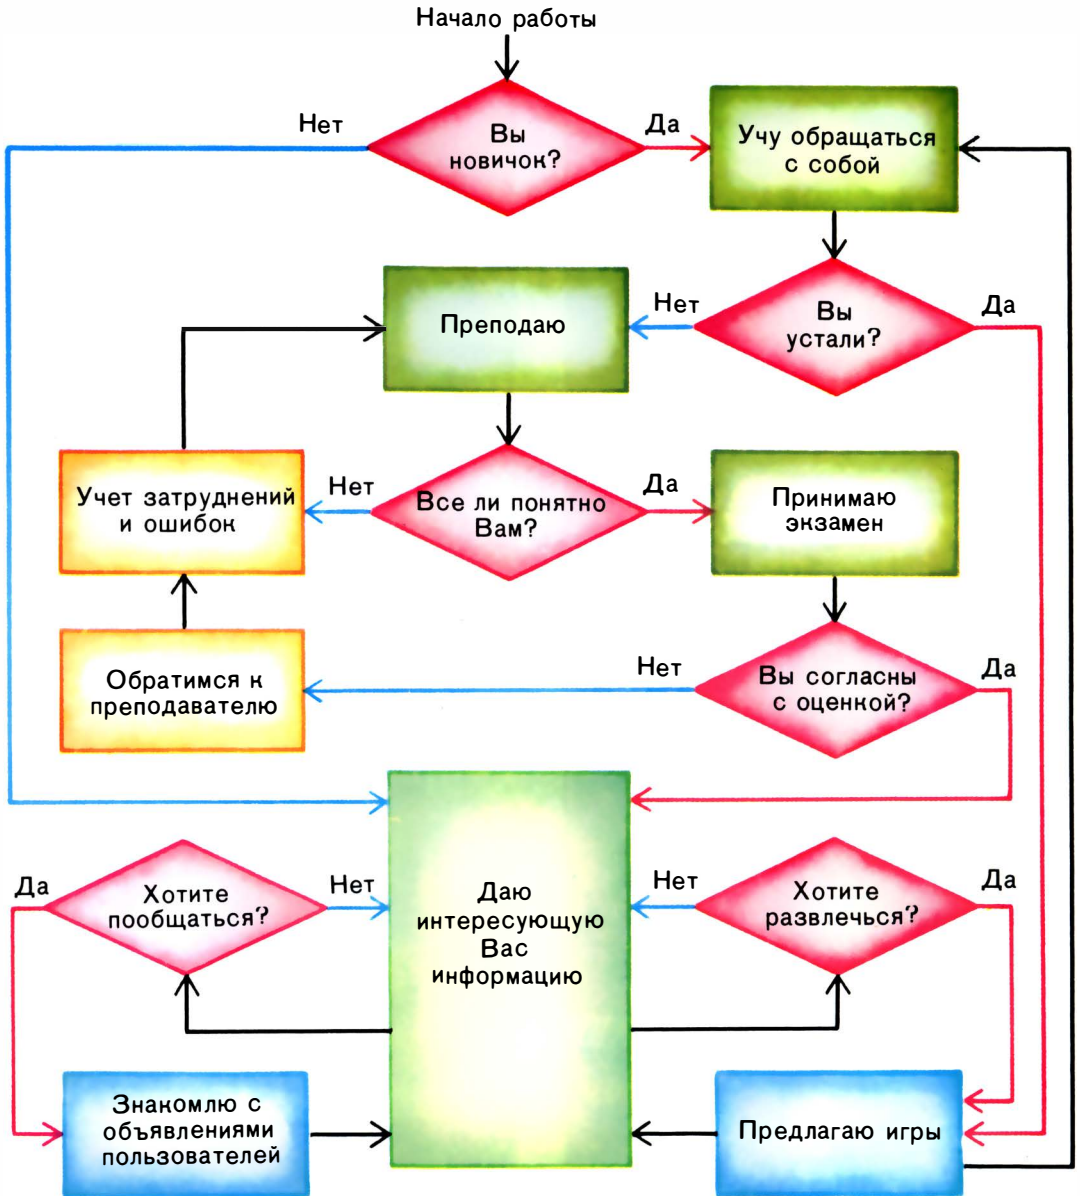 Начало работы
Нет
Вы
новичок?
Да
Учу обращаться
с собой
Преподаю
Нет
Вы
устали?
Да
Учет затруднений
и ошибок
Нет
Все ли понятно
Вам?
Да
Принимаю
экзамен
Обратимся к
преподавателю
Нет
Вы согласны
с оценкой?
Да
Да
Хотите
пообщаться?
Нет
Даю
интересующую
Вас
информацию
Нет
Хотите
развлечься?
Да
Знакомлю с
объявлениями
пользователей
Предлагаю игры